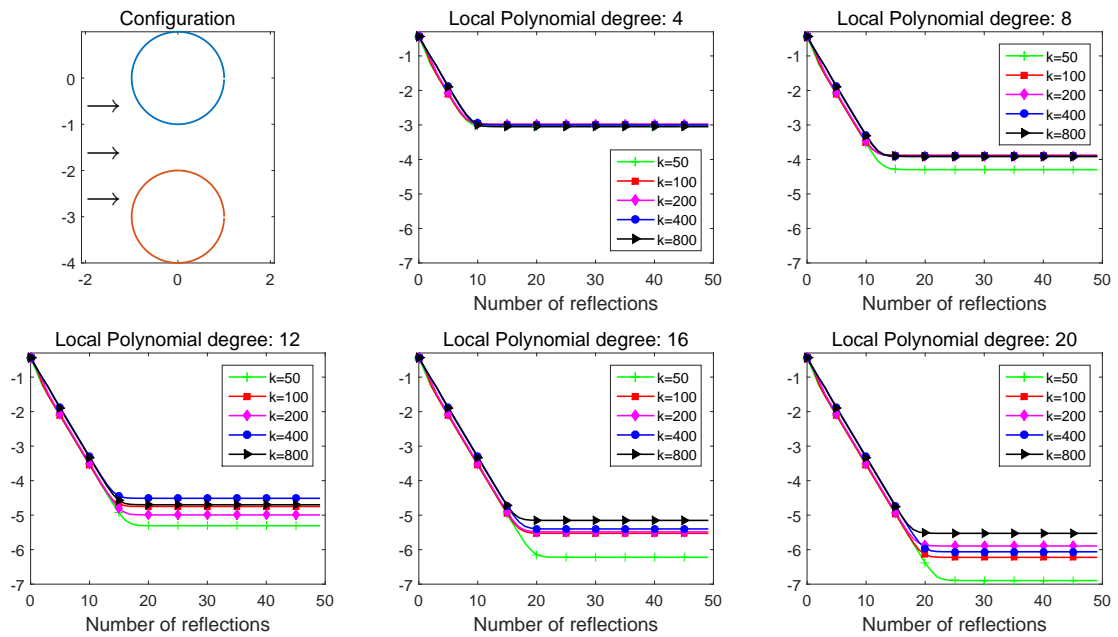 Configuration
0
-1
-2
-3
-4
-2
0
2
Local Polynomial degree: 4
-1
-2
-3
-4
-5
-6
-7
k=50
k=100
k=200
k=400
k=800
0 10 20 30 40 50
Number of reflections
Local Polynomial degree: 8
-1
-2
-3
-4
-5
-6
-7
k=50
k=100
k=200
k=400
k=800
0 10 20 30 40 50
Number of reflections
Local Polynomial degree: 12
-1
-2
-3
-4
-5
-6
-7
k=50
k=100
k=200
k=400
k=800
0 10 20 30 40 50
Number of reflections
Local Polynomial degree: 16
-1
-2
-3
-4
-5
-6
-7
k=50
k=100
k=200
k=400
k=800
0 10 20 30 40 50
Number of reflections
Local Polynomial degree: 20
-1
-2
-3
-4
-5
-6
-7
k=50
k=100
k=200
k=400
k=800
0 10 20 30 40 50
Number of reflections